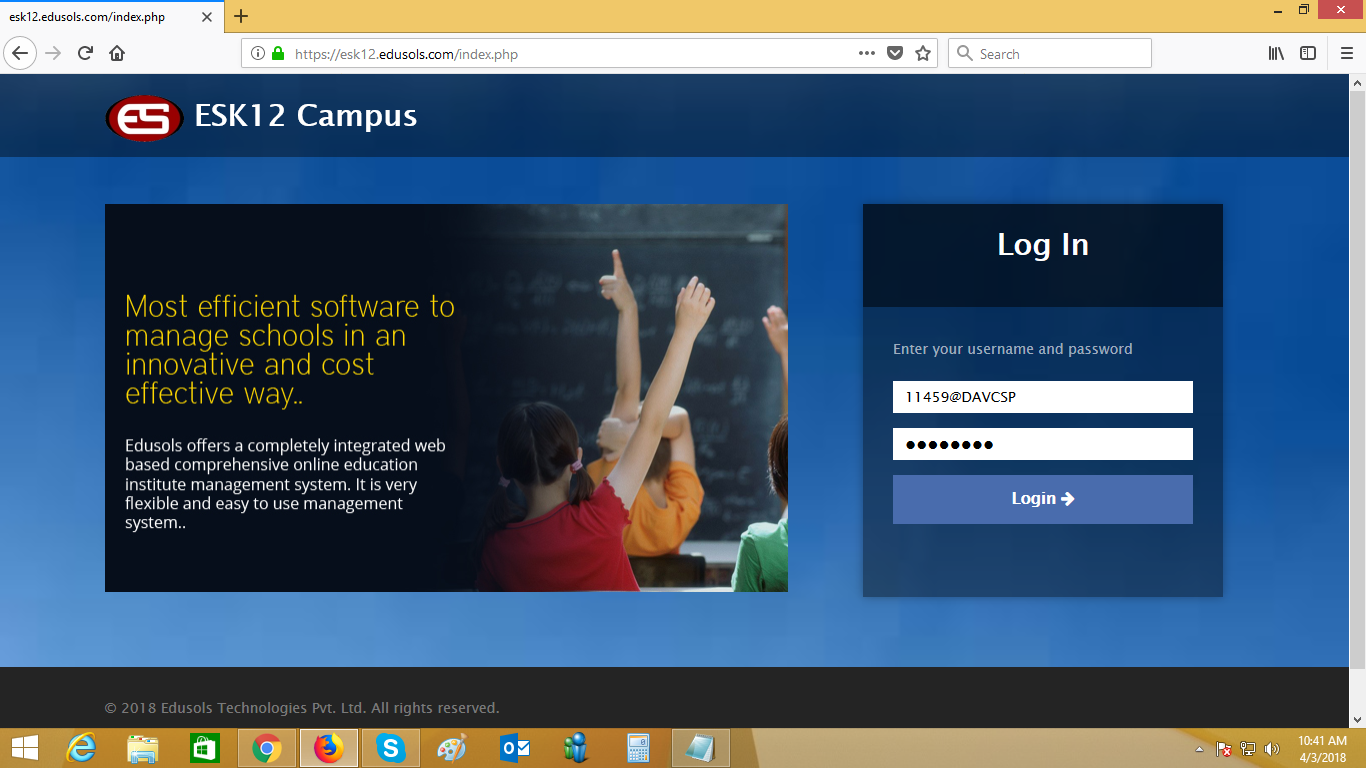 esk12.edusols.com/index.php
https://esk12.edusols.com/index.php
Search
ES
ESK12 Campus
Most efficient software to
manage schools in an
innovative and cost
effective way..
Edusols offers a completely integrated web
based comprehensive online education
institute management system. It is very
flexible and easy to use management
system..
Log In
Enter your username and password
11459@DAVCSP
●●●●●●●●
Login
© 2018 Edusols Technologies Pvt. Ltd. All rights reserved.
10:41 AM
4/3/2018